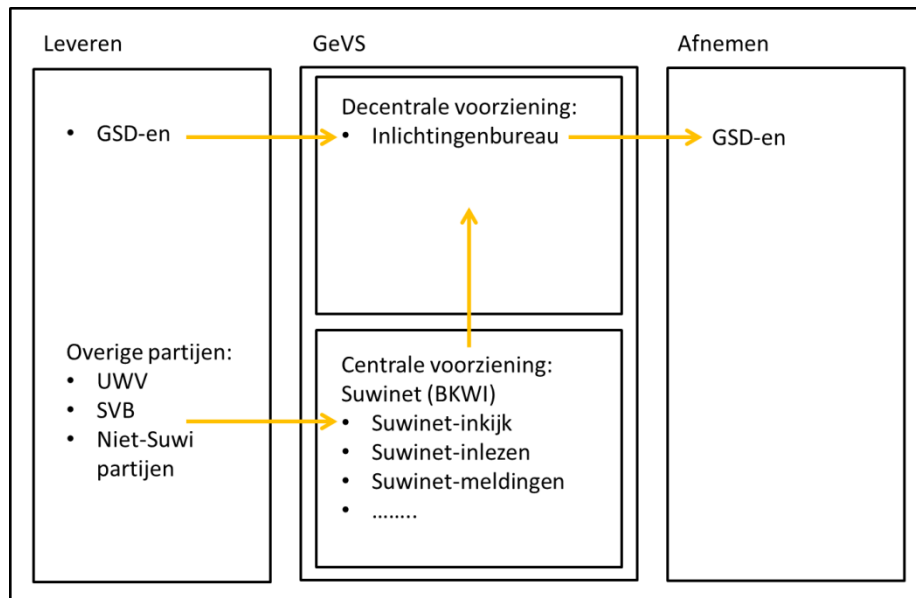 Leveren
GeVS
Afnemen
• GSD-en
Decentrale voorziening:
• Inlichtingenbureau
GSD-en
Overige partijen:
• UWV
• SVB
• Niet-Suwi
partijen
Centrale voorziening:
Suwinet (BKWI)
• Suwinet-inkijk
• Suwinet-inlezen
• Suwinet-meldingen
• ........